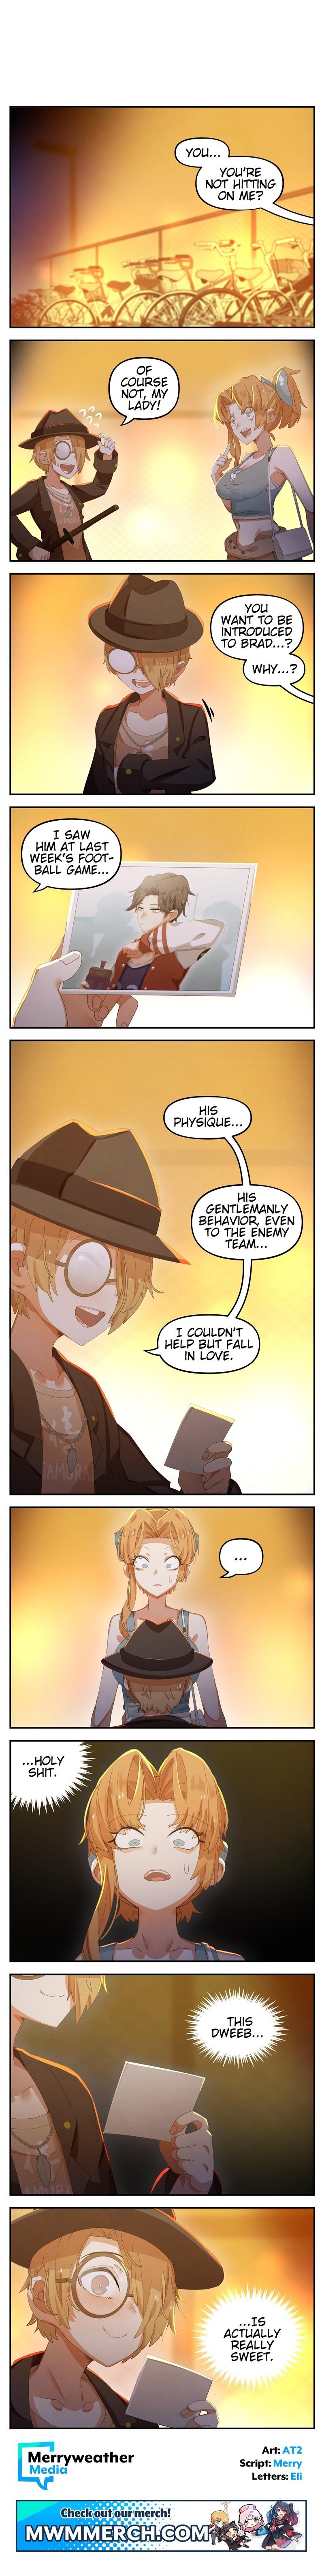 YOU...
YOU'RE
NOT HITTING
ON ME?
OF
COURSE
NOT, MY
LADY!
YOU
WANT TO BE
INTRODUCED
TO BRAD...?
WHY...?
I SAW
HIM AT LAST
WEEK'S FOOT-
BALL GAME...
HIS
PHYSIQUE...
HIS
GENTLEMANLY
BEHAVIOR, EVEN
TO THE ENEMY
TEAM...
I COULDN'T
HELP BUT FALL
IN LOVE.
SAMURA
...
...HOLY
SHIT.
THIS
DWEEB...
...IS
ACTUALLY
REALLY
SWEET.
Merryweather
Media
Art: AT2
Script: Merry
Letters: Eli
Check out our merch!
MWMMERCH.COM